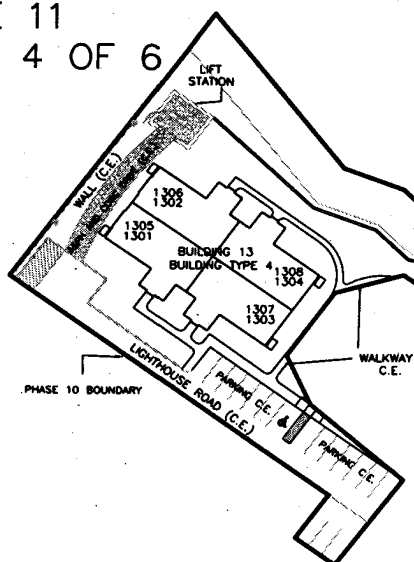 11
4 OF 6
LIFT
STATION
WALL (C.E.)
1306
1302
1305
1301
BUILDING 13
BUILDING TYPE 4
1308
1304
1307
1303
WALKWAY
C.E.
PHASE 10 BOUNDARY
LIGHTHOUSE ROAD (C.E.)
PARKING C.E.
PARKING C.E.